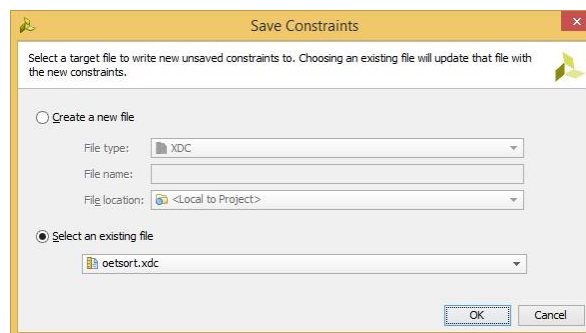 Save Constraints
Select a target file to write new unsaved constraints to. Choosing an existing file will update that file with
the new constraints.
Create a new file
File type: XDC
File name:
File location: <Local to Project>
Select an existing file
oetsort.xdc
OK Cancel